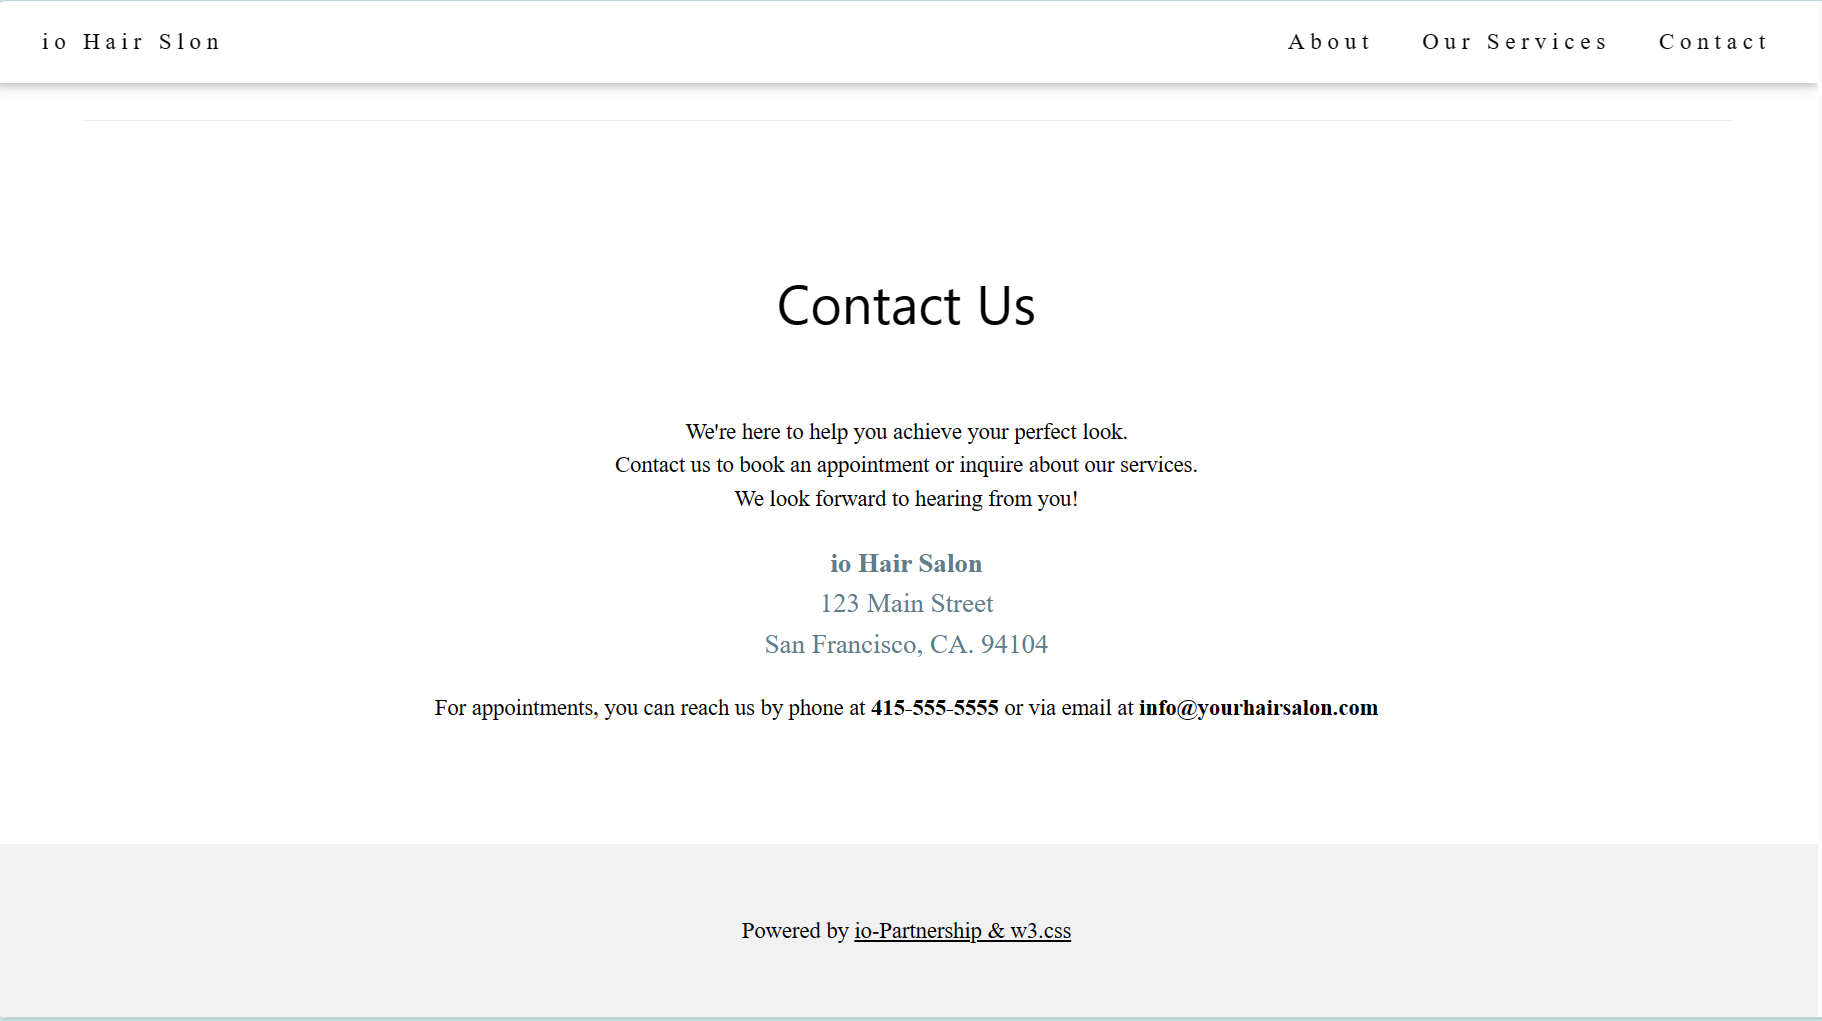 io Hair Slon
About Our Services Contact
Contact Us
We're here to help you achieve your perfect look.
Contact us to book an appointment or inquire about our services.
We look forward to hearing from you!
io Hair Salon
123 Main Street
San Francisco, CA. 94104
For appointments, you can reach us by phone at 415-555-5555 or via email at info@yourhairsalon.com
Powered by io-Partnership & w3.css